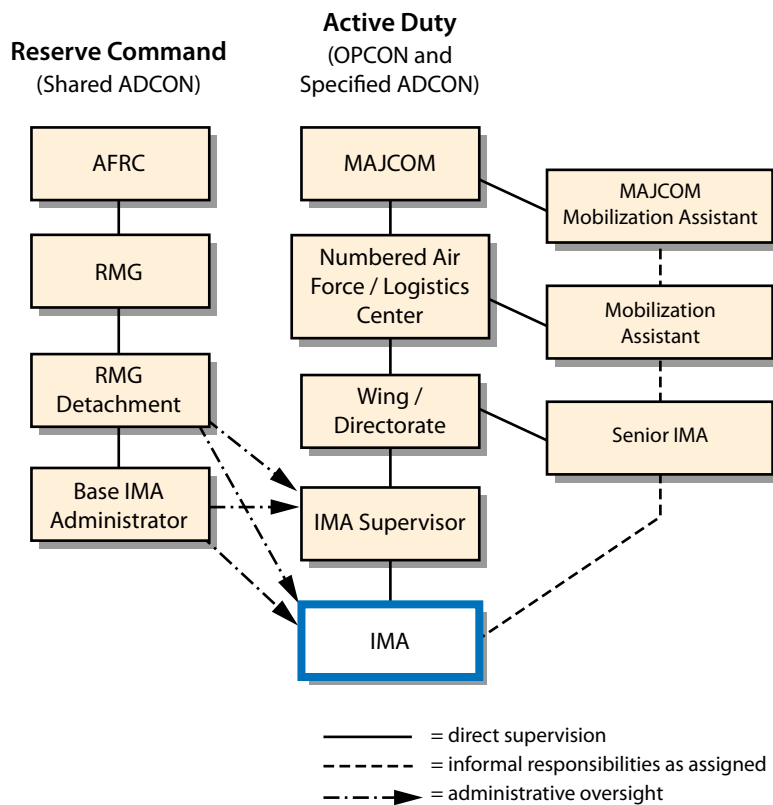 Reserve Command
(Shared ADCON)
Active Duty
(OPCON and
Specified ADCON)
AFRC
RMG
RMG
Detachment
Base IMA
Administrator
MAJCOM
Numbered Air
Force / Logistics
Center
Wing /
Directorate
IMA Supervisor
IMA
MAJCOM
Mobilization Assistant
Mobilization
Assistant
Senior IMA
= direct supervision
= informal responsibilities as assigned
= administrative oversight